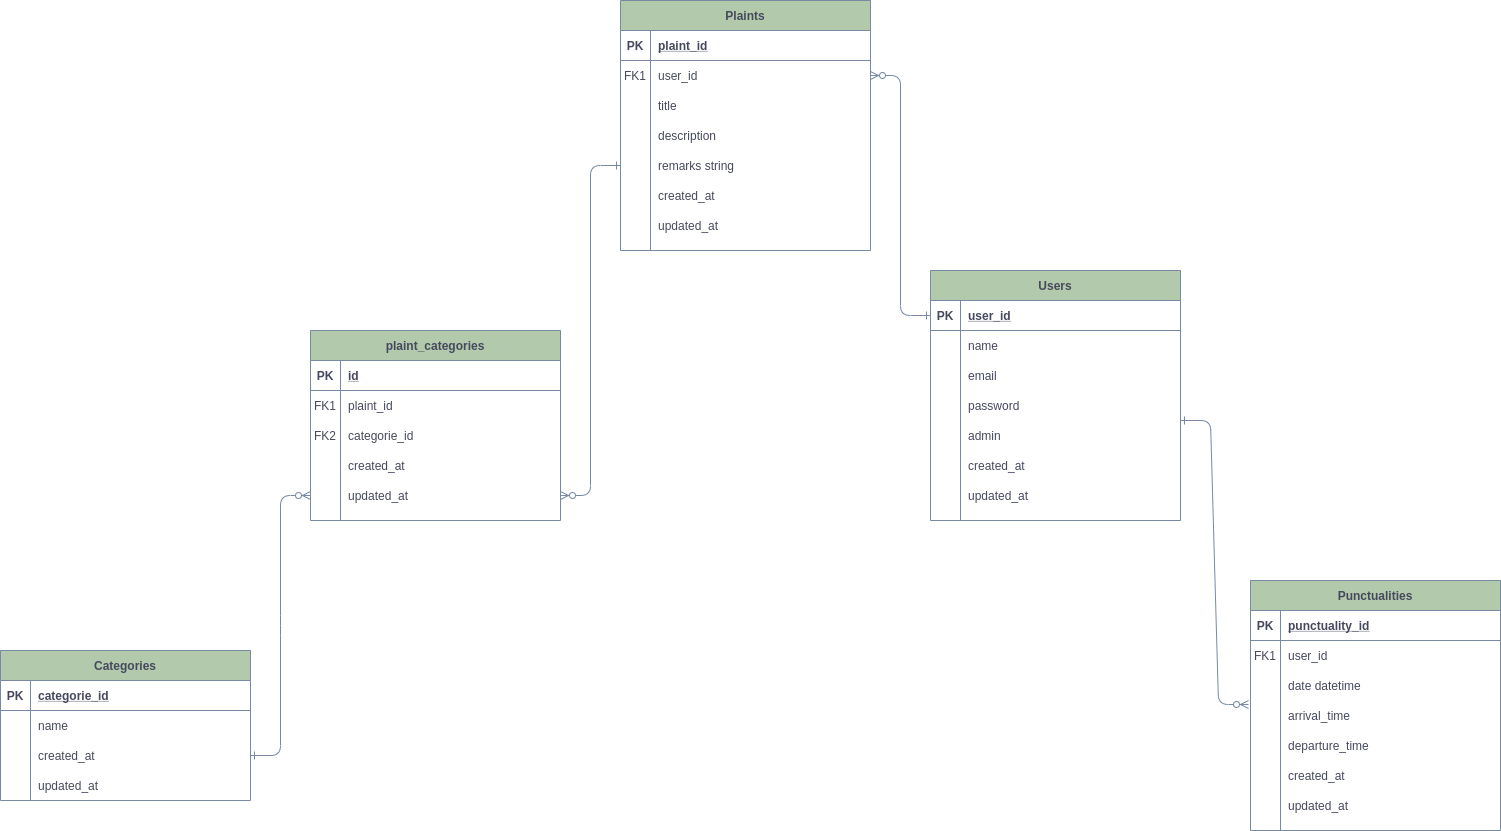 Plaints
PK plaint_id
FK1 user_id
title
description
remarks string
created_at
updated_at
Users
PK user_id
name
email
password
admin
created_at
updated_at
plaint_categories
PK id
FK1 plaint_id
FK2 categorie_id
created_at
updated_at
Punctualities
PK punctuality_id
FK1 user_id
date datetime
arrival_time
departure_time
created_at
updated_at
Categories
PK categorie_id
name
created_at
updated_at